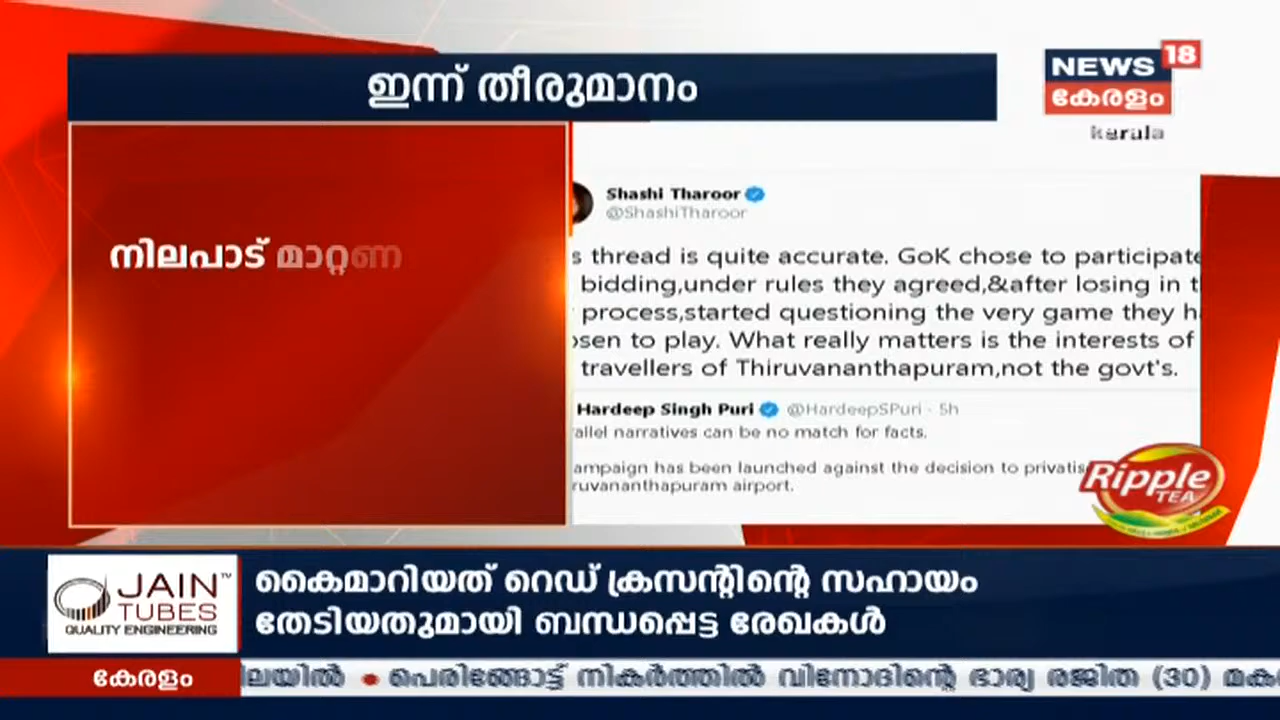 ഇന്ന് തീരുമാനം
NEWS 18
കേരളം
kerala
നിലപാട് മാറ്റണ
Shashi Tharoor
@ShashiTharoor
s thread is quite accurate. GoK chose to participate
bidding,under rules they agreed,&after losing in t
process,started questioning the very game they h
osen to play. What really matters is the interests of
travellers of Thiruvananthapuram,not the govt's.
Hardeep Singh Puri @HardeepSPuri · 5h
allel narratives can be no match for facts.
ampaign has been launched against the decision to privatis
ruvananthapuram airport.
Ripple
TEA
JAIN™
TUBES
QUALITY ENGINEERING
കൈമാറിയത് റെഡ് ക്രസന്റിന്റെ സഹായം
തേടിയതുമായി ബന്ധപ്പെട്ട രേഖകൾ
കേരളം
ലയിൽ • പെരിങ്ങോട്ട് നികർത്തിൽ വിനോദിന്റെ ഭാര്യ രജിത (30) മക